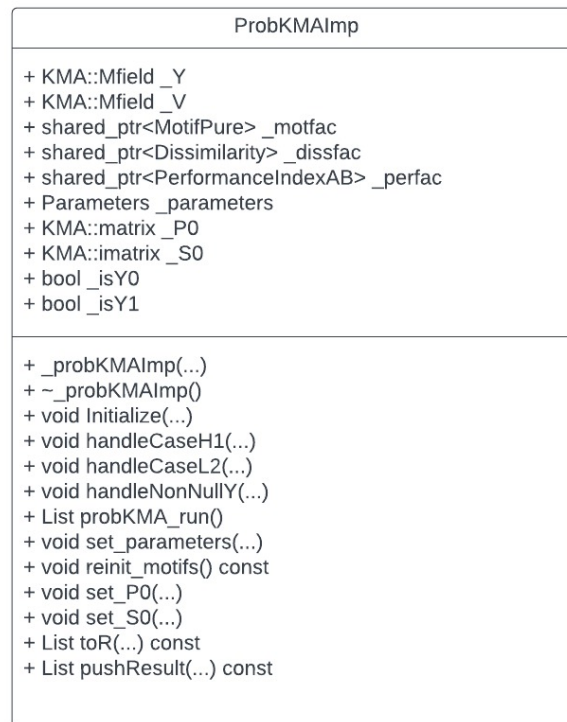 ProbKMAImp
+ KMA::Mfield _Y
+ KMA::Mfield _V
+ shared_ptr<MotifPure> _motfac
+ shared_ptr<Dissimilarity> _dissfac
+ shared_ptr<PerformanceIndexAB> _perfac
+ Parameters _parameters
+ KMA::matrix _P0
+ KMA::imatrix _S0
+ bool _isY0
+ bool _isY1
+ _probKMAImp(...)
+ ~_probKMAImp()
+ void Initialize(...)
+ void handleCaseH1(...)
+ void handleCaseL2(...)
+ void handleNonNullY(...)
+ List probKMA_run()
+ void set_parameters(...)
+ void reinit_motifs() const
+ void set_P0(...)
+ void set_S0(...)
+ List toR(...) const
+ List pushResult(...) const